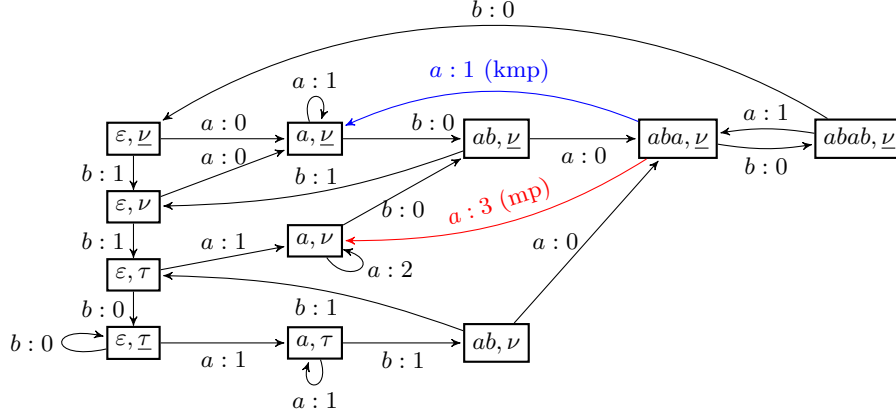 b : 0
a : 1 (kmp)
a : 1
a : 1
ε, ν
a : 0
a, ν
b : 0
ab, ν
a : 0
aba, ν
b : 0
abab, ν
a : 0
b : 1
b : 1
ε, ν
b : 0
a : 3 (mp)
b : 1
a : 1
a, ν
a : 0
ε, τ
a : 2
b : 0
b : 1
b : 0
ε, τ
a : 1
a, τ
b : 1
ab, ν
a : 1